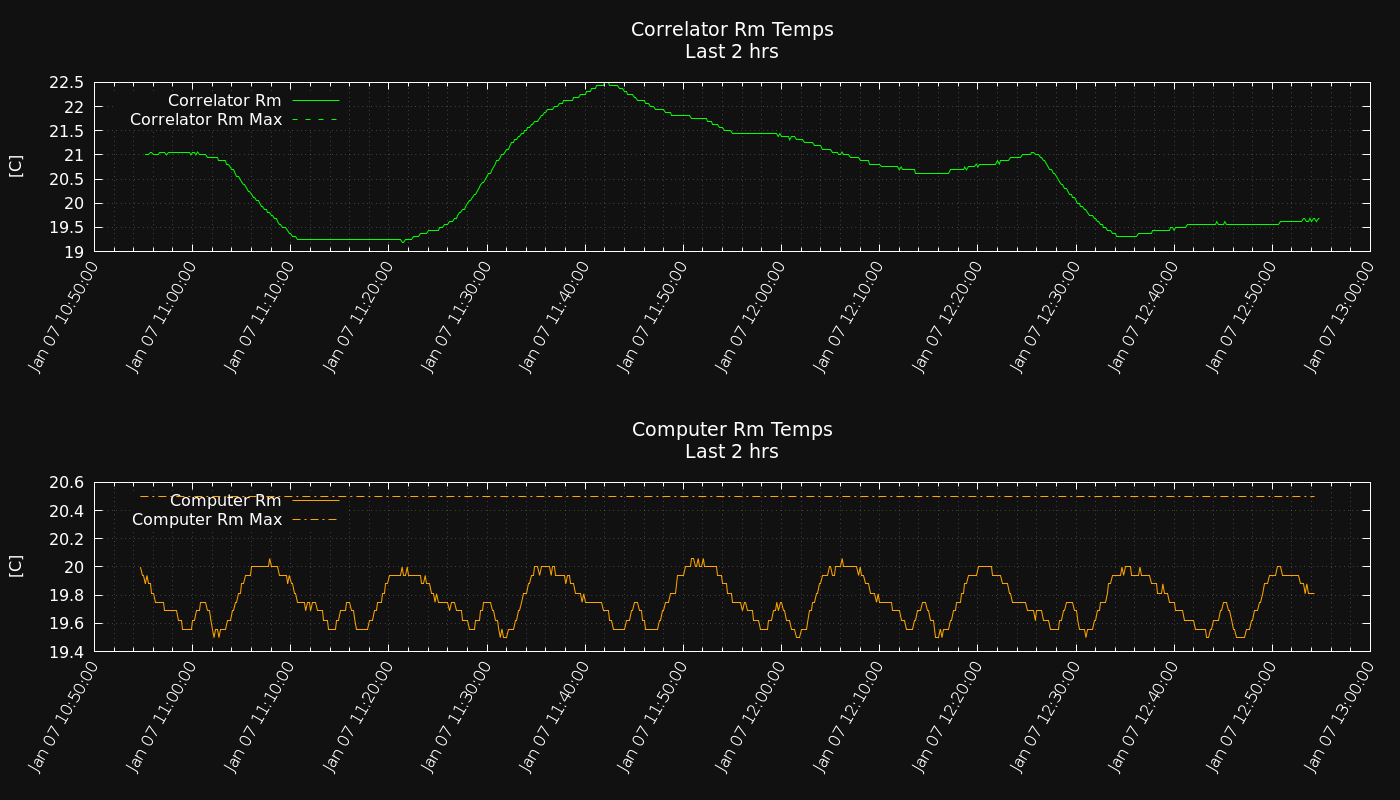 Correlator Rm Temps
Last 2 hrs
22.5
22
21.5
21
20.5
20
19.5
19
[C]
Correlator Rm
Correlator Rm Max
Jan 07 10:50:00
Jan 07 11:00:00
Jan 07 11:10:00
Jan 07 11:20:00
Jan 07 11:30:00
Jan 07 11:40:00
Jan 07 11:50:00
Jan 07 12:00:00
Jan 07 12:10:00
Jan 07 12:20:00
Jan 07 12:30:00
Jan 07 12:40:00
Jan 07 12:50:00
Jan 07 13:00:00
Computer Rm Temps
Last 2 hrs
20.6
20.4
20.2
20
19.8
19.6
19.4
[C]
Computer Rm
Computer Rm Max
Jan 07 10:50:00
Jan 07 11:00:00
Jan 07 11:10:00
Jan 07 11:20:00
Jan 07 11:30:00
Jan 07 11:40:00
Jan 07 11:50:00
Jan 07 12:00:00
Jan 07 12:10:00
Jan 07 12:20:00
Jan 07 12:30:00
Jan 07 12:40:00
Jan 07 12:50:00
Jan 07 13:00:00